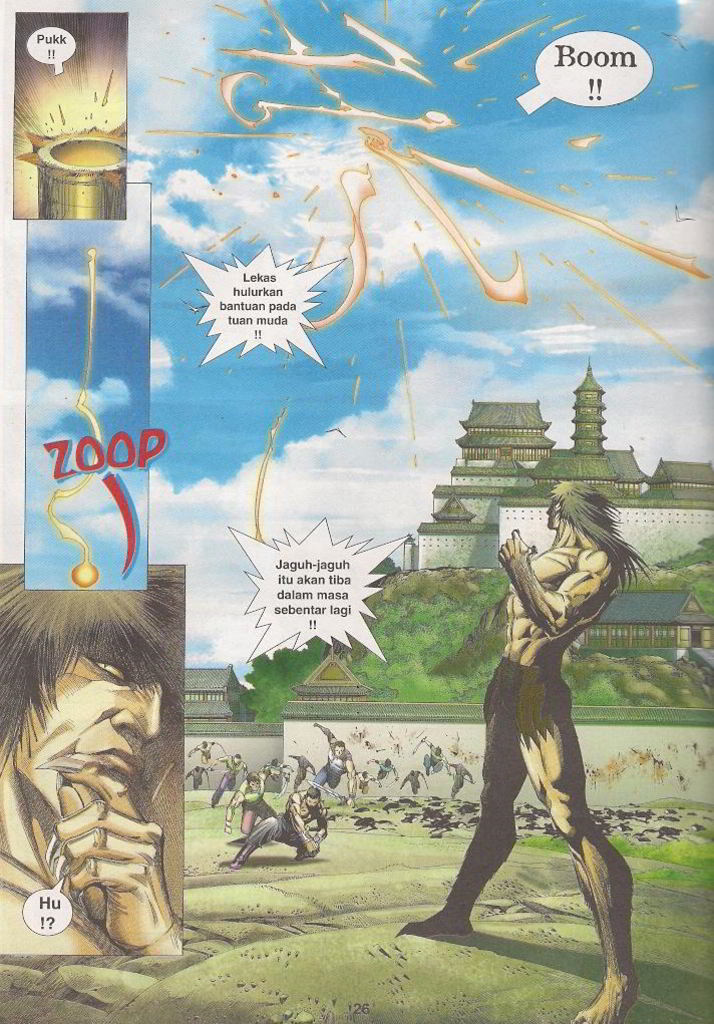 Pukk
!!
Boom
!!
Lekas
hulurkan
bantuan pada
tuan muda
!!
ZOOP
Jaguh-jaguh
itu akan tiba
dalam masa
sebentar lagi
!!
Hu
!?
126